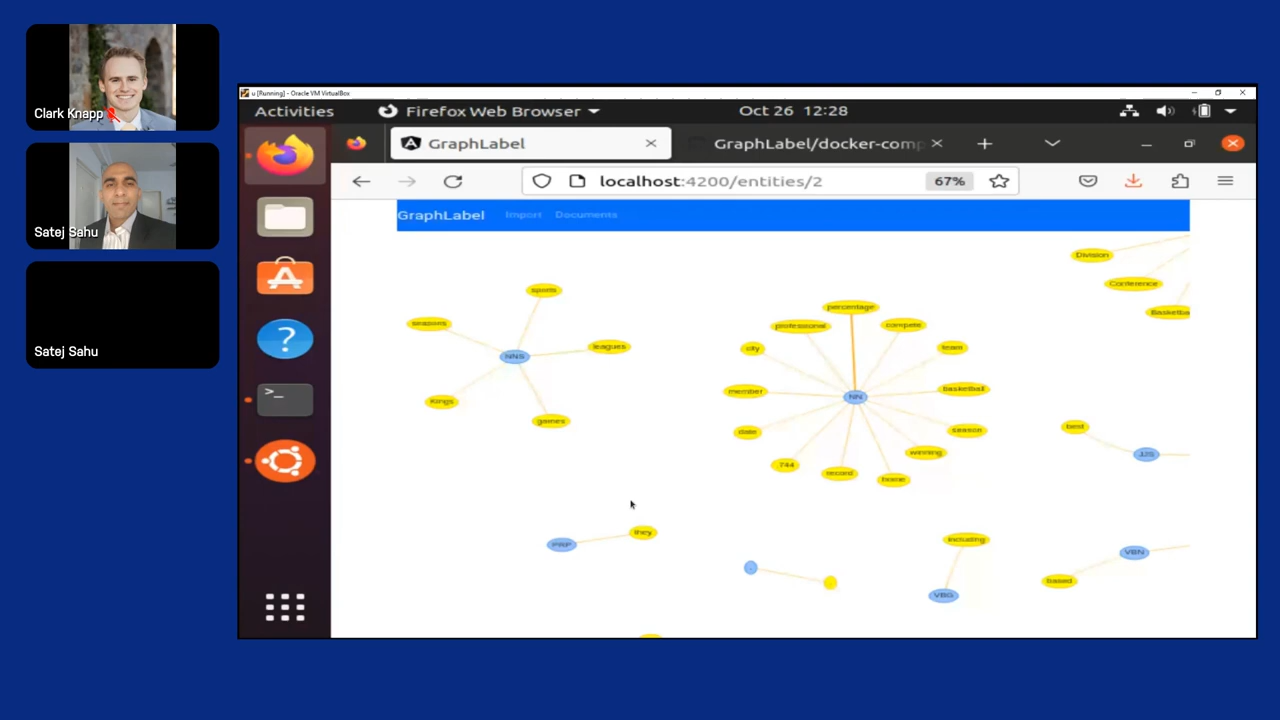 Clark Knapp
Satej Sahu
Satej Sahu
u [Running] - Oracle VM VirtualBox
Activities
Firefox Web Browser
Oct 26 12:28
GraphLabel
GraphLabel/docker-comp
localhost:4200/entities/2
67%
GraphLabel
Import
Documents
Division
Conference
Basketba
sports
seasons
leagues
NNS
Kings
games
percentage
professional
compete
city
team
member
basketball
NN
date
season
winning
744
record
home
best
JJS
they
PRP
including
VBG
VBN
based